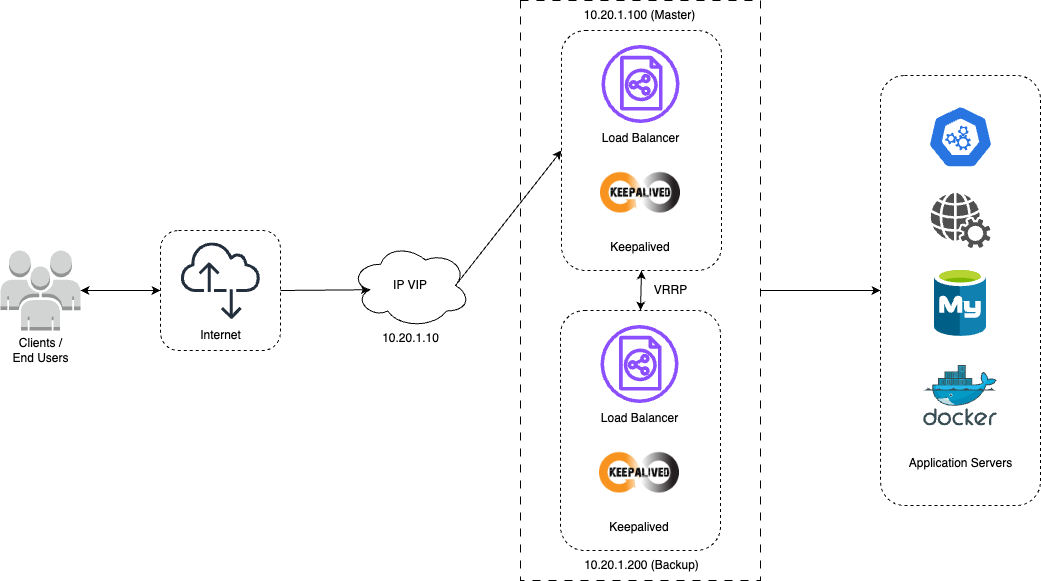 10.20.1.100 (Master)
Load Balancer
KEEPALIVED
Keepalived
Clients /
End Users
Internet
IP VIP
10.20.1.10
VRRP
Load Balancer
KEEPALIVED
Keepalived
10.20.1.200 (Backup)
My
docker
Application Servers